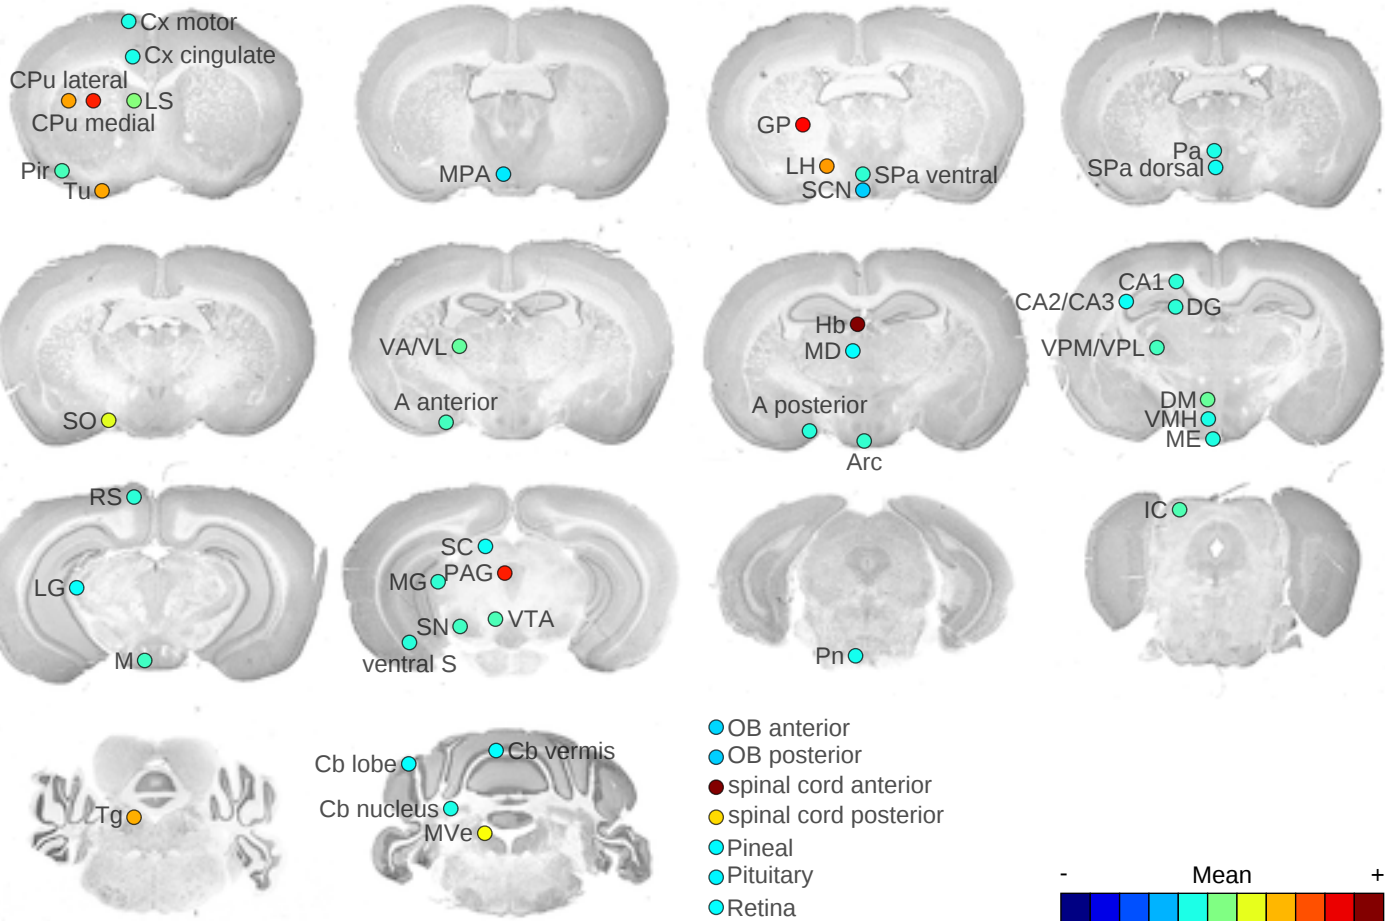 Cx motor
Cx cingulate
CPu lateral
LS
CPu medial
Pir
Tu
MPA
GP
LH
SPa ventral
SCN
Pa
SPa dorsal
SO
VA/VL
A anterior
Hb
MD
A posterior
Arc
CA1
CA2/CA3
DG
VPM/VPL
DM
VMH
ME
RS
LG
M
SC
PAG
MG
VTA
SN
ventral S
Pn
IC
Tg
Cb vermis
Cb lobe
Cb nucleus
MVe
OB anterior
OB posterior
spinal cord anterior
spinal cord posterior
Pineal
Pituitary
Retina
- Mean +